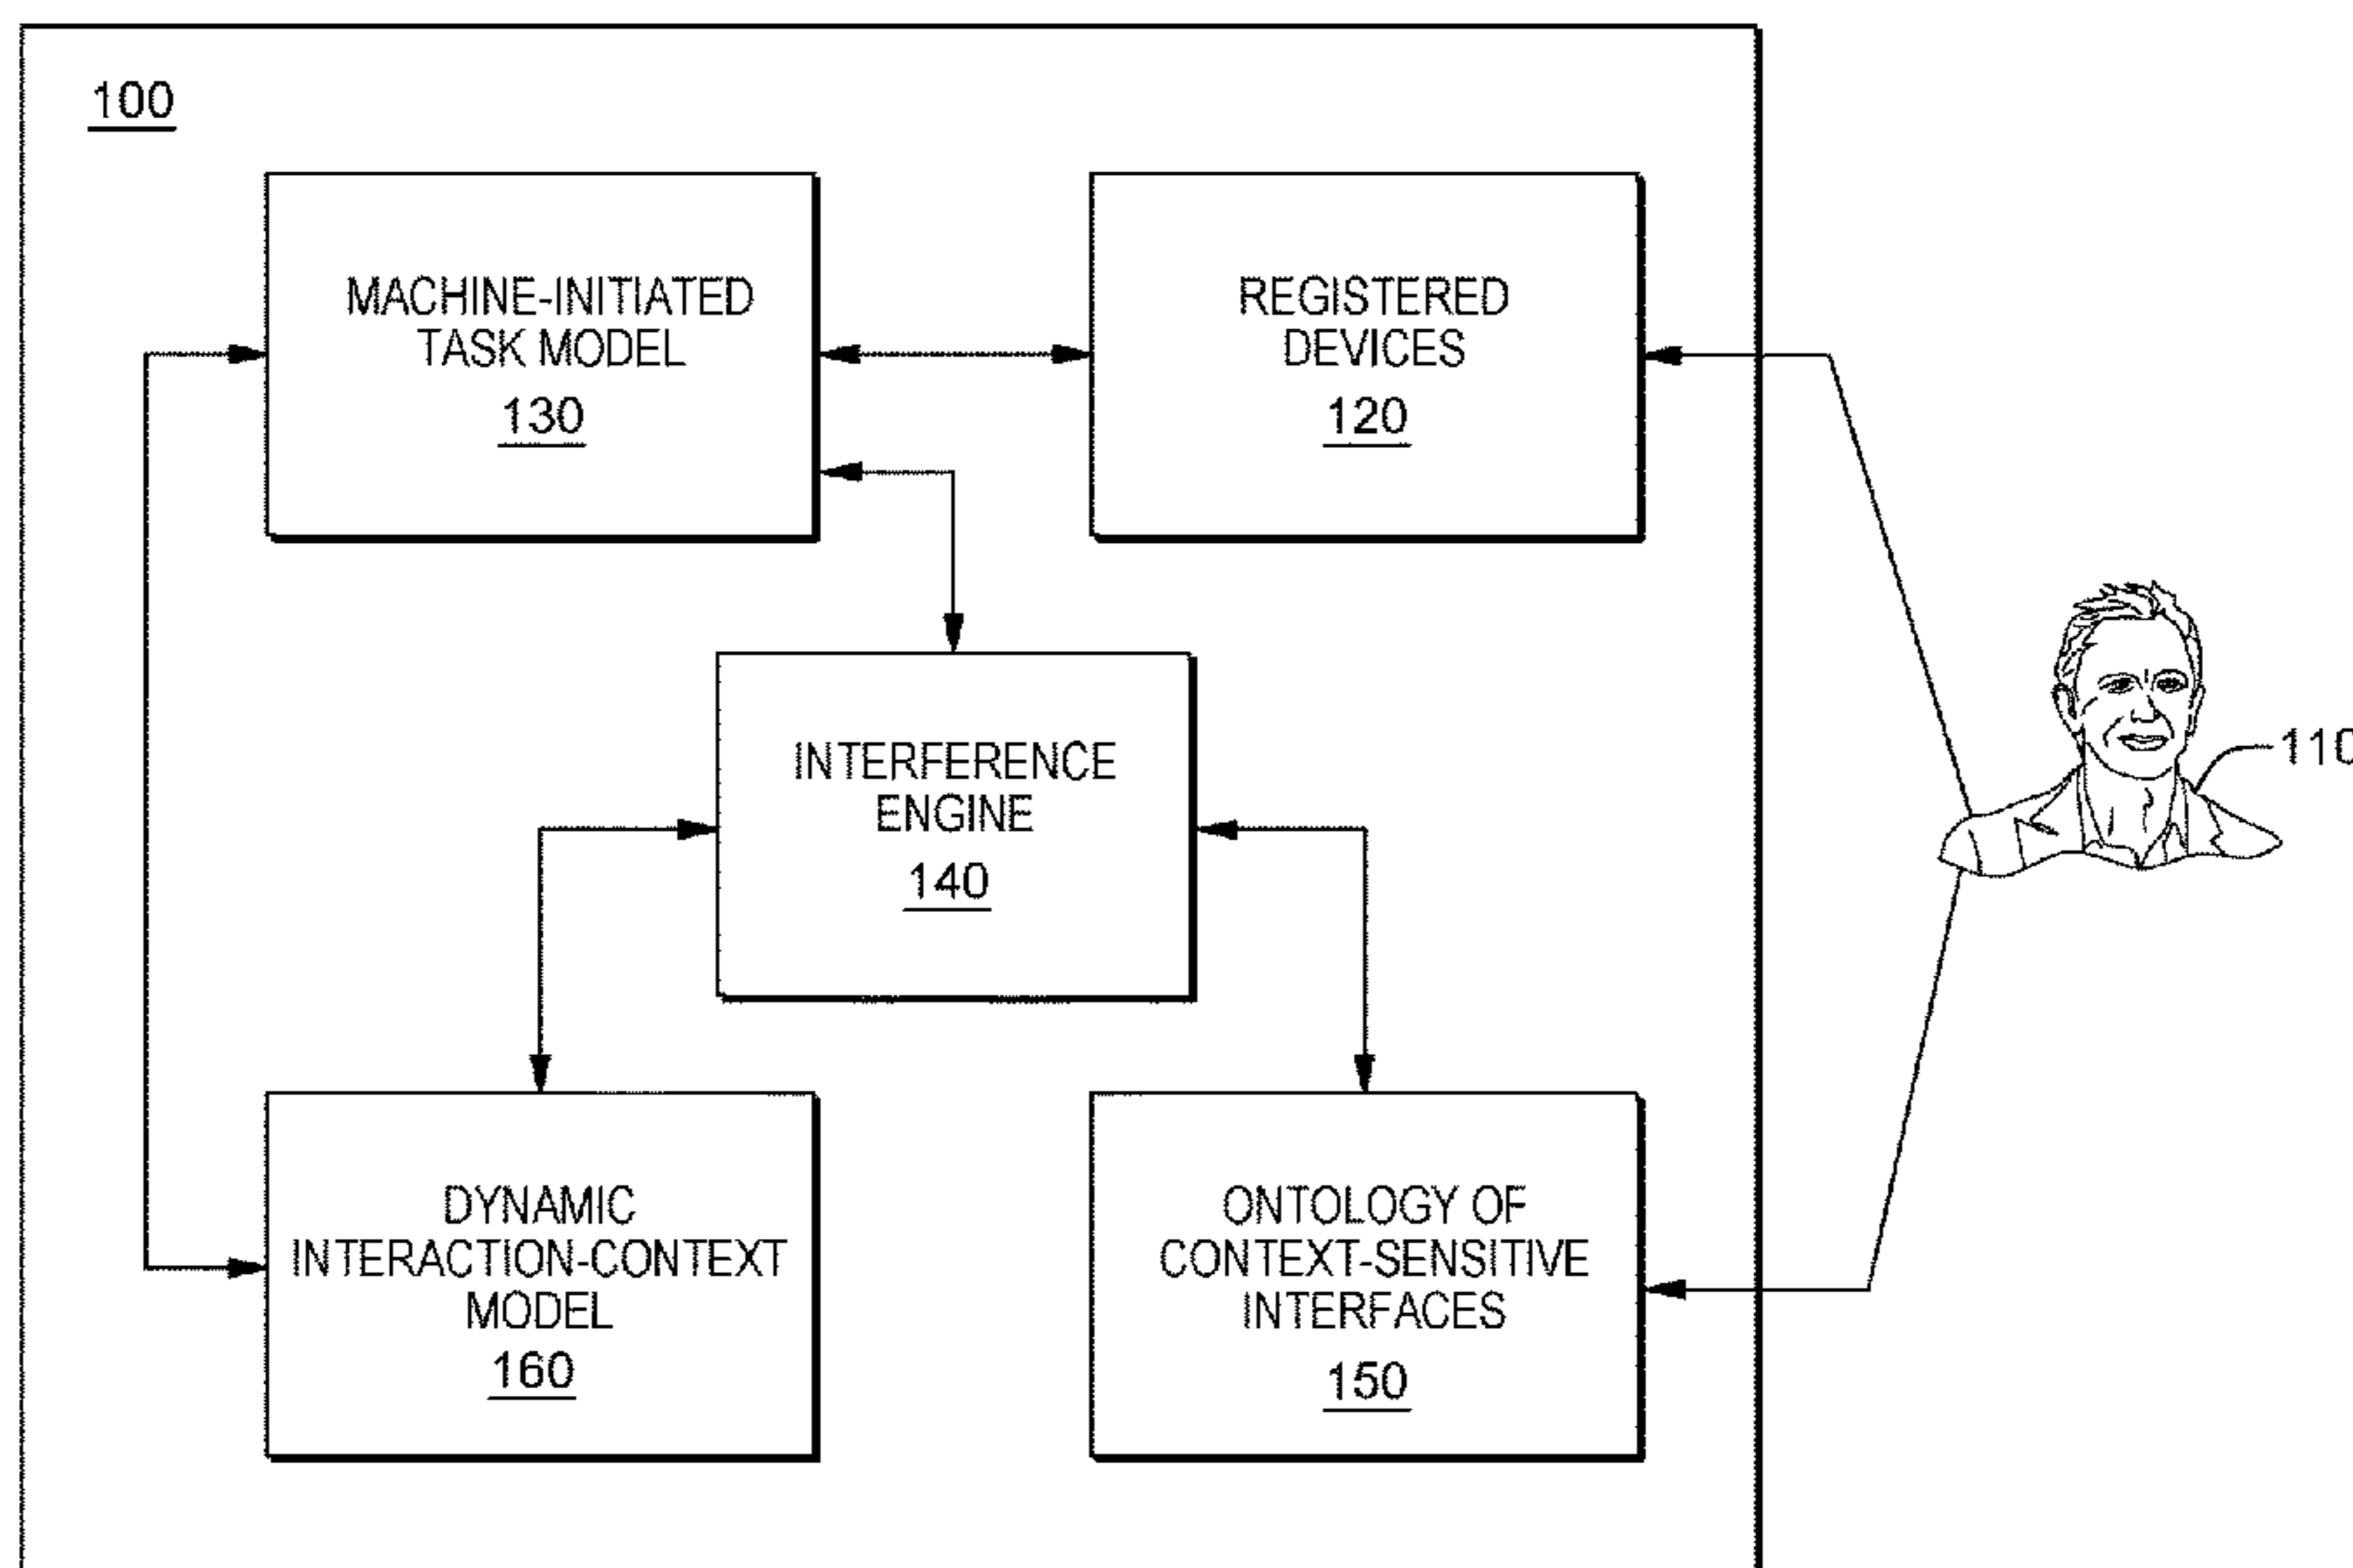 100
MACHINE-INITIATED
TASK MODEL
130
REGISTERED
DEVICES
120
INTERFERENCE
ENGINE
140
110
DYNAMIC
INTERACTION-CONTEXT
MODEL
160
ONTOLOGY OF
CONTEXT-SENSITIVE
INTERFACES
150